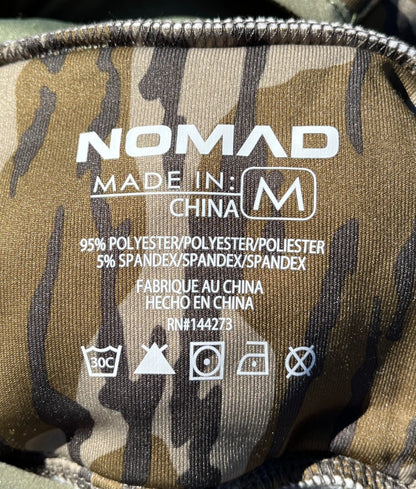 NOMAD
MADE IN: M
CHINA
95% POLYESTER/POLYESTER/POLIESTER
5% SPANDEX/SPANDEX/SPANDEX
FABRIQUE AU CHINA
HECHO EN CHINA
RN#144273
30C